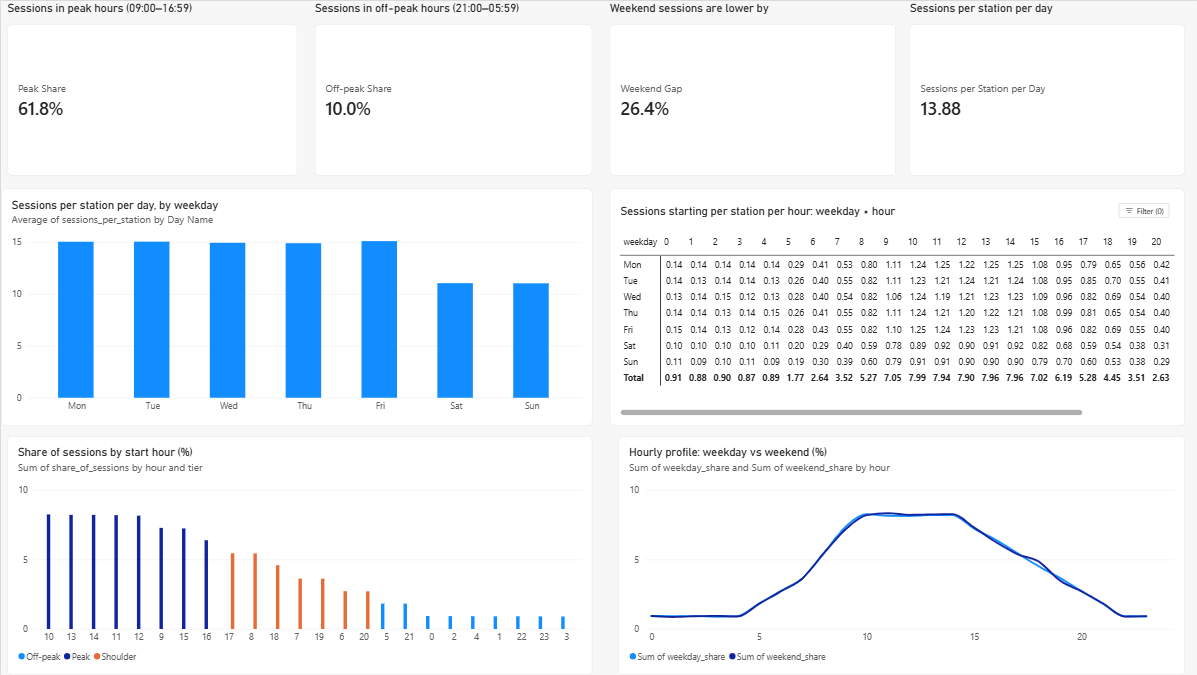 Sessions in peak hours (09:00–16:59)
Sessions in off-peak hours (21:00–05:59)
Weekend sessions are lower by
Sessions per station per day
Peak Share
61.8%
Off-peak Share
10.0%
Weekend Gap
26.4%
Sessions per Station per Day
13.88
Sessions per station per day, by weekday
Average of sessions_per_station by Day Name
15
10
5
0
Mon Tue Wed Thu Fri Sat Sun
Sessions starting per station per hour: weekday • hour
Filter (0)
weekday 0 1 2 3 4 5 6 7 8 9 10 11 12 13 14 15 16 17 18 19 20
Mon 0.14 0.14 0.14 0.14 0.14 0.29 0.41 0.53 0.80 1.11 1.24 1.25 1.22 1.25 1.25 1.08 0.95 0.79 0.65 0.56 0.42
Tue 0.14 0.13 0.14 0.14 0.13 0.26 0.40 0.55 0.82 1.11 1.23 1.21 1.24 1.21 1.24 1.08 0.95 0.85 0.70 0.55 0.41
Wed 0.13 0.14 0.15 0.12 0.13 0.28 0.40 0.54 0.82 1.06 1.24 1.19 1.21 1.23 1.23 1.09 0.96 0.82 0.69 0.54 0.40
Thu 0.14 0.14 0.13 0.14 0.15 0.26 0.41 0.55 0.82 1.11 1.24 1.21 1.20 1.22 1.21 1.08 0.99 0.81 0.65 0.54 0.40
Fri 0.15 0.14 0.13 0.12 0.14 0.28 0.43 0.55 0.82 1.10 1.25 1.24 1.23 1.23 1.21 1.08 0.96 0.82 0.69 0.55 0.40
Sat 0.10 0.10 0.10 0.10 0.11 0.20 0.29 0.40 0.59 0.78 0.89 0.92 0.90 0.91 0.92 0.82 0.68 0.59 0.54 0.38 0.31
Sun 0.11 0.09 0.10 0.11 0.09 0.19 0.30 0.39 0.60 0.79 0.91 0.91 0.90 0.90 0.90 0.79 0.70 0.60 0.53 0.38 0.29
Total 0.91 0.88 0.90 0.87 0.89 1.77 2.64 3.52 5.27 7.05 7.99 7.94 7.90 7.96 7.96 7.02 6.19 5.28 4.45 3.51 2.63
Share of sessions by start hour (%)
Sum of share_of_sessions by hour and tier
10
5
0
10 13 14 11 12 9 15 16 17 8 18 7 19 6 20 5 21 0 2 4 1 22 23 3
Off-peak Peak Shoulder
Hourly profile: weekday vs weekend (%)
Sum of weekday_share and Sum of weekend_share by hour
10
5
0
0 5 10 15 20
Sum of weekday_share Sum of weekend_share